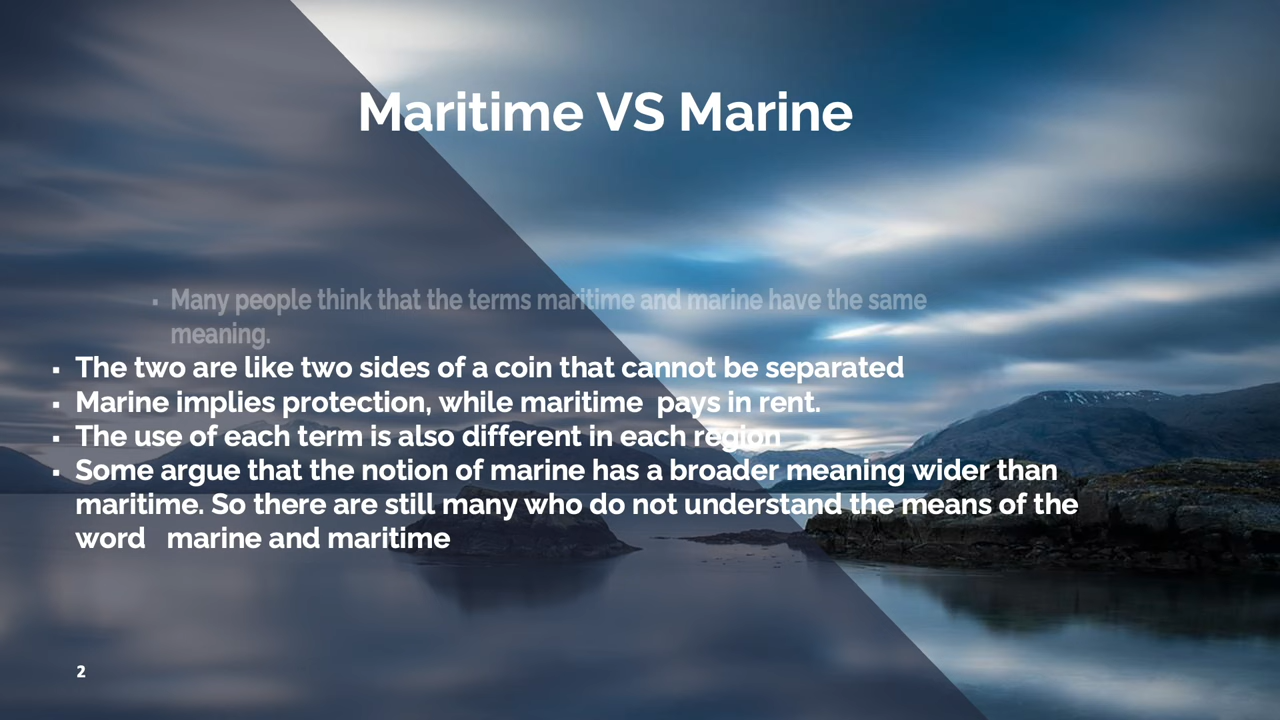 Maritime VS Marine
▪ Many people think that the terms maritime and marine have the same
meaning.
▪ The two are like two sides of a coin that cannot be separated
▪ Marine implies protection, while maritime  pays in rent.
▪ The use of each term is also different in each region
▪ Some argue that the notion of marine has a broader meaning wider than
maritime. So there are still many who do not understand the means of the
word   marine and maritime
2